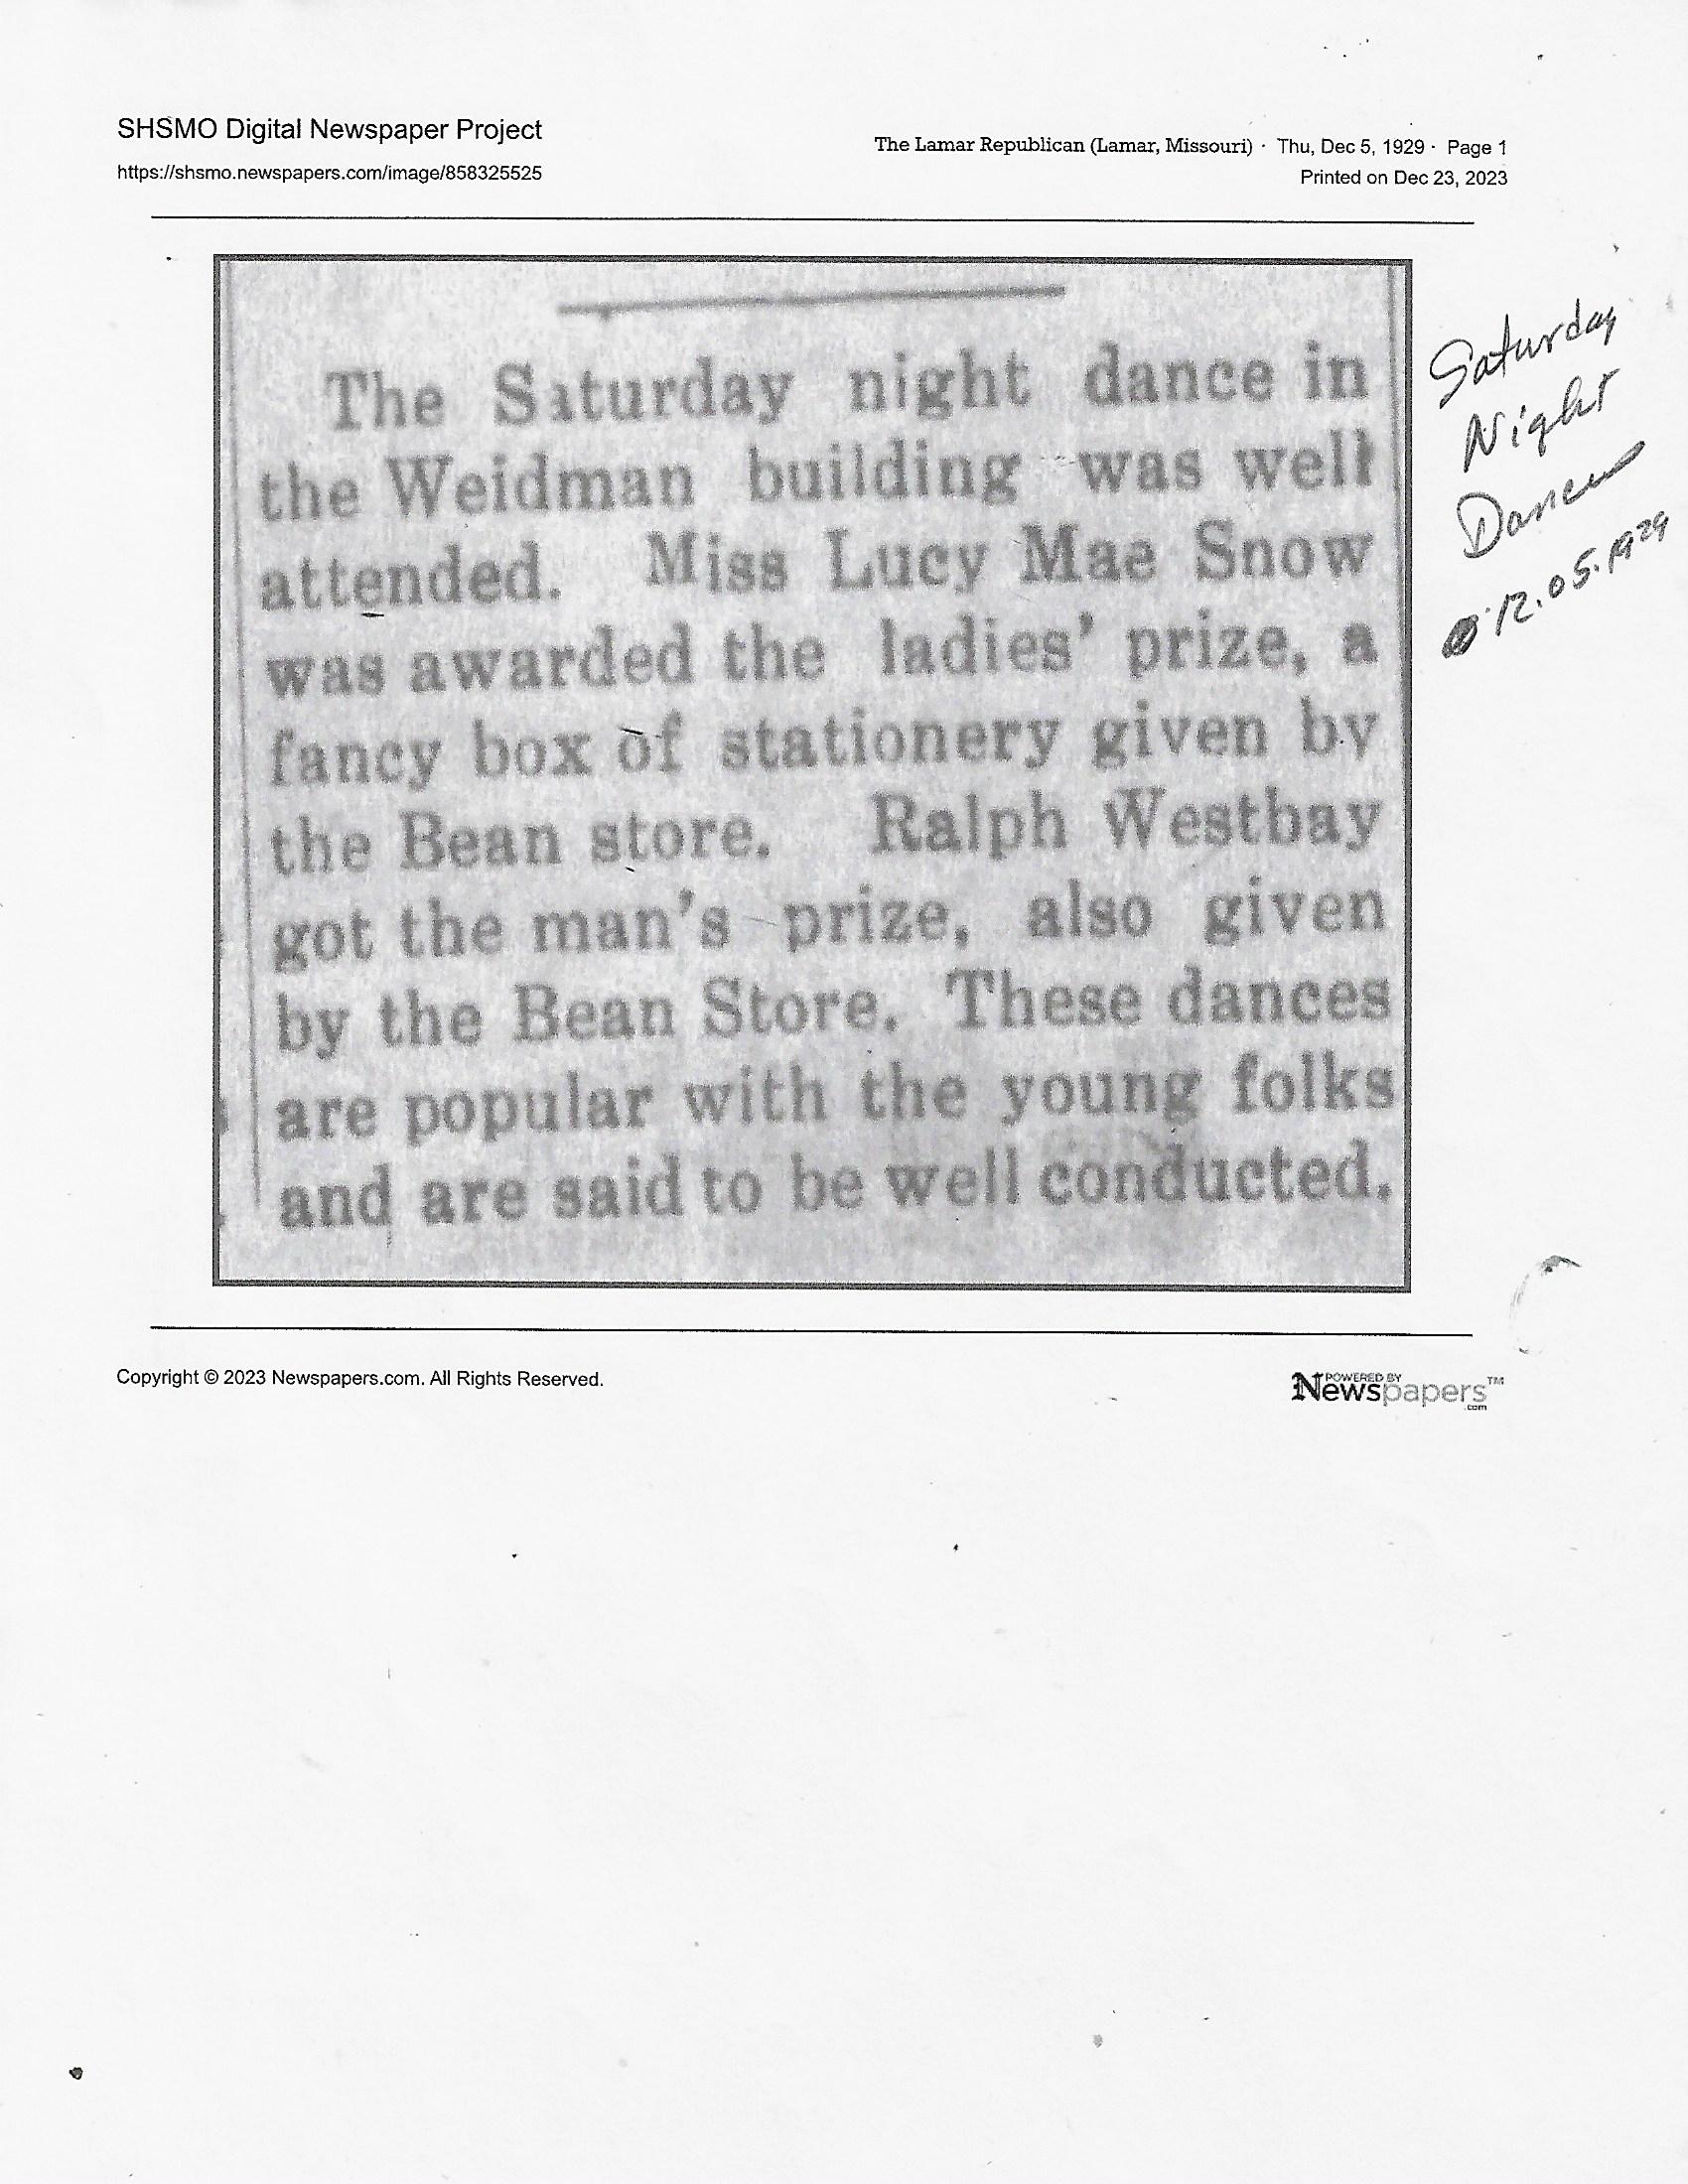 SHSMO Digital Newspaper Project
https://shsmo.newspapers.com/image/858325525
The Lamar Republican (Lamar, Missouri) · Thu, Dec 5, 1929 · Page 1
Printed on Dec 23, 2023
The Saturday night dance in
the Weidman building was well
attended. Miss Lucy Mae Snow
was awarded the ladies' prize, a
fancy box of stationery given by
the Bean store. Ralph Westbay
got the man's prize, also given
by the Bean Store. These dances
are popular with the young folks
and are said to be well conducted.
Saturday
Night
12.05.1929
Copyright © 2023 Newspapers.com. All Rights Reserved.
POWERED BY
Newspapers™
.com